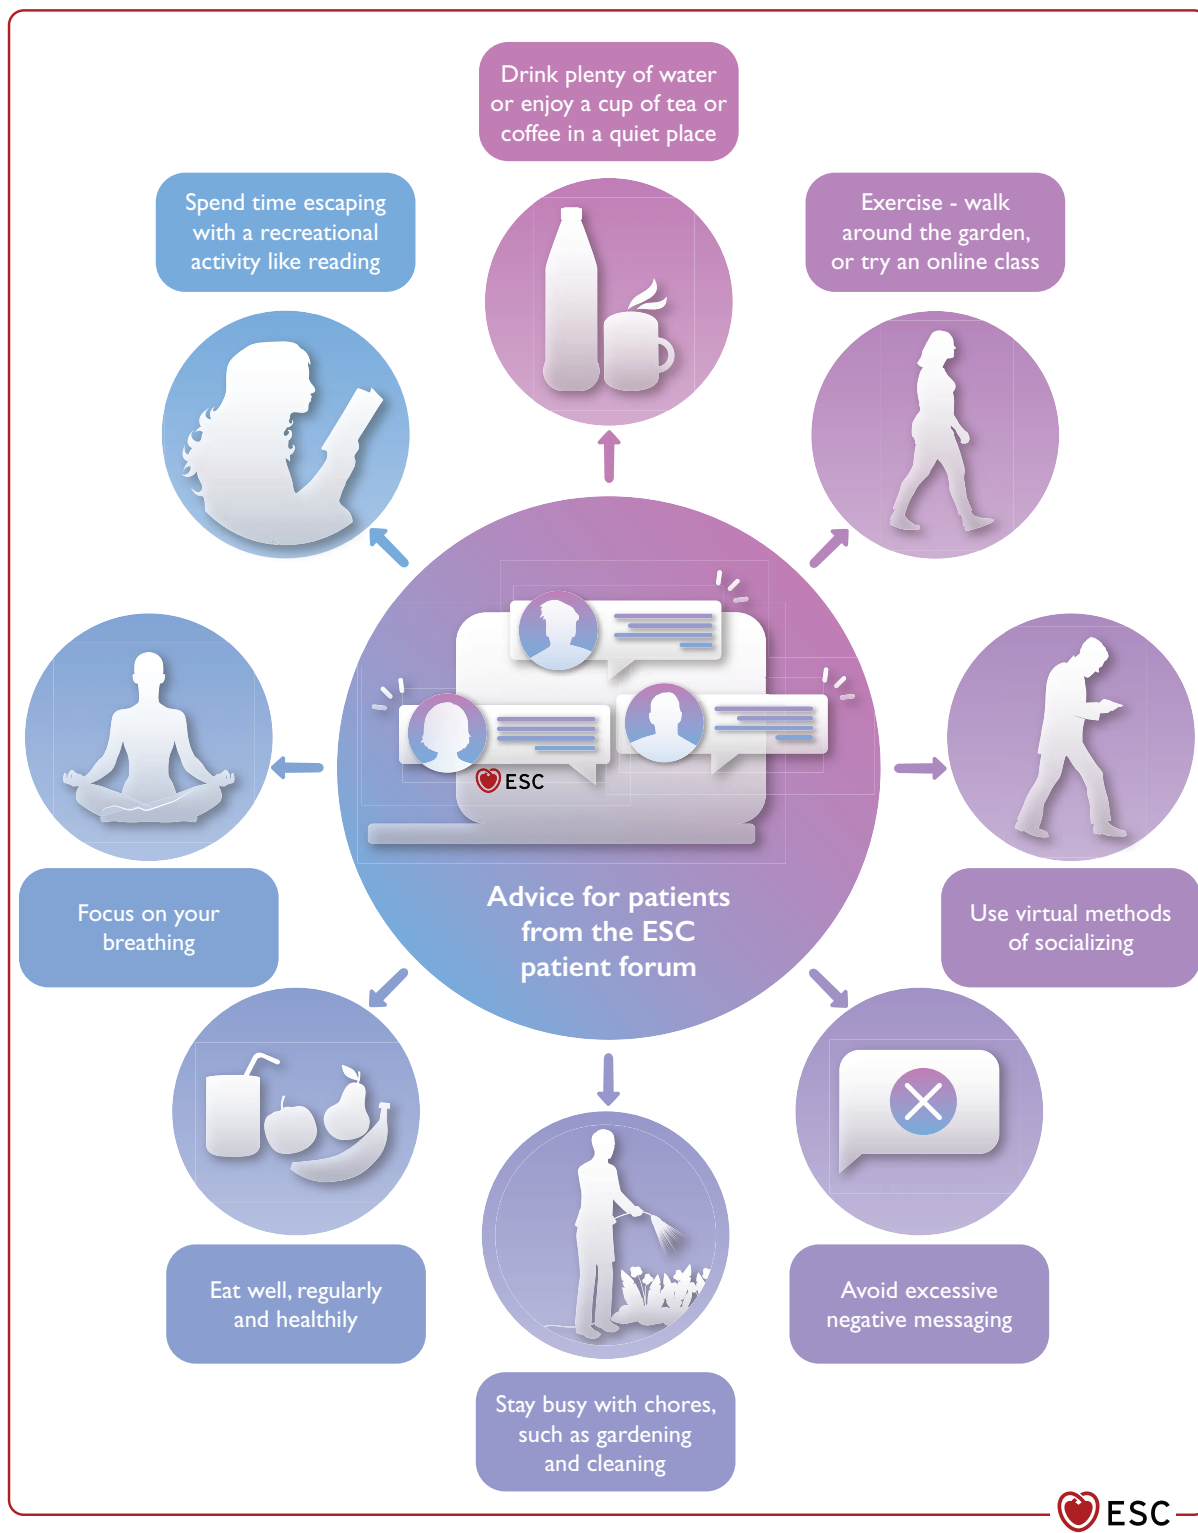 Drink plenty of water
or enjoy a cup of tea or
coffee in a quiet place
Spend time escaping
with a recreational
activity like reading
Exercise - walk
around the garden,
or try an online class
ESC
Advice for patients
from the ESC
patient forum
Focus on your
breathing
Use virtual methods
of socializing
Eat well, regularly
and healthily
Avoid excessive
negative messaging
Stay busy with chores,
such as gardening
and cleaning
ESC